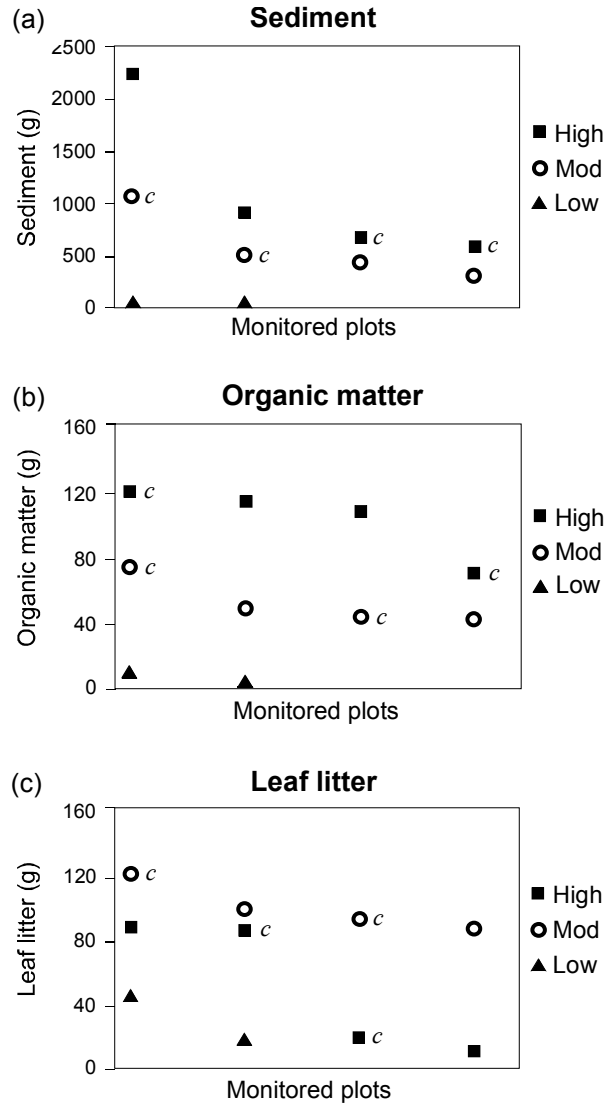 (a) Sediment
2500
2000
1500
1000
500
0
Sediment (g)
c
c
c
c
High
Mod
Low
Monitored plots
(b) Organic matter
160
120
80
40
0
Organic matter (g)
c
c
c
c
High
Mod
Low
Monitored plots
(c) Leaf litter
160
120
80
40
0
Leaf litter (g)
c
c
c
c
High
Mod
Low
Monitored plots